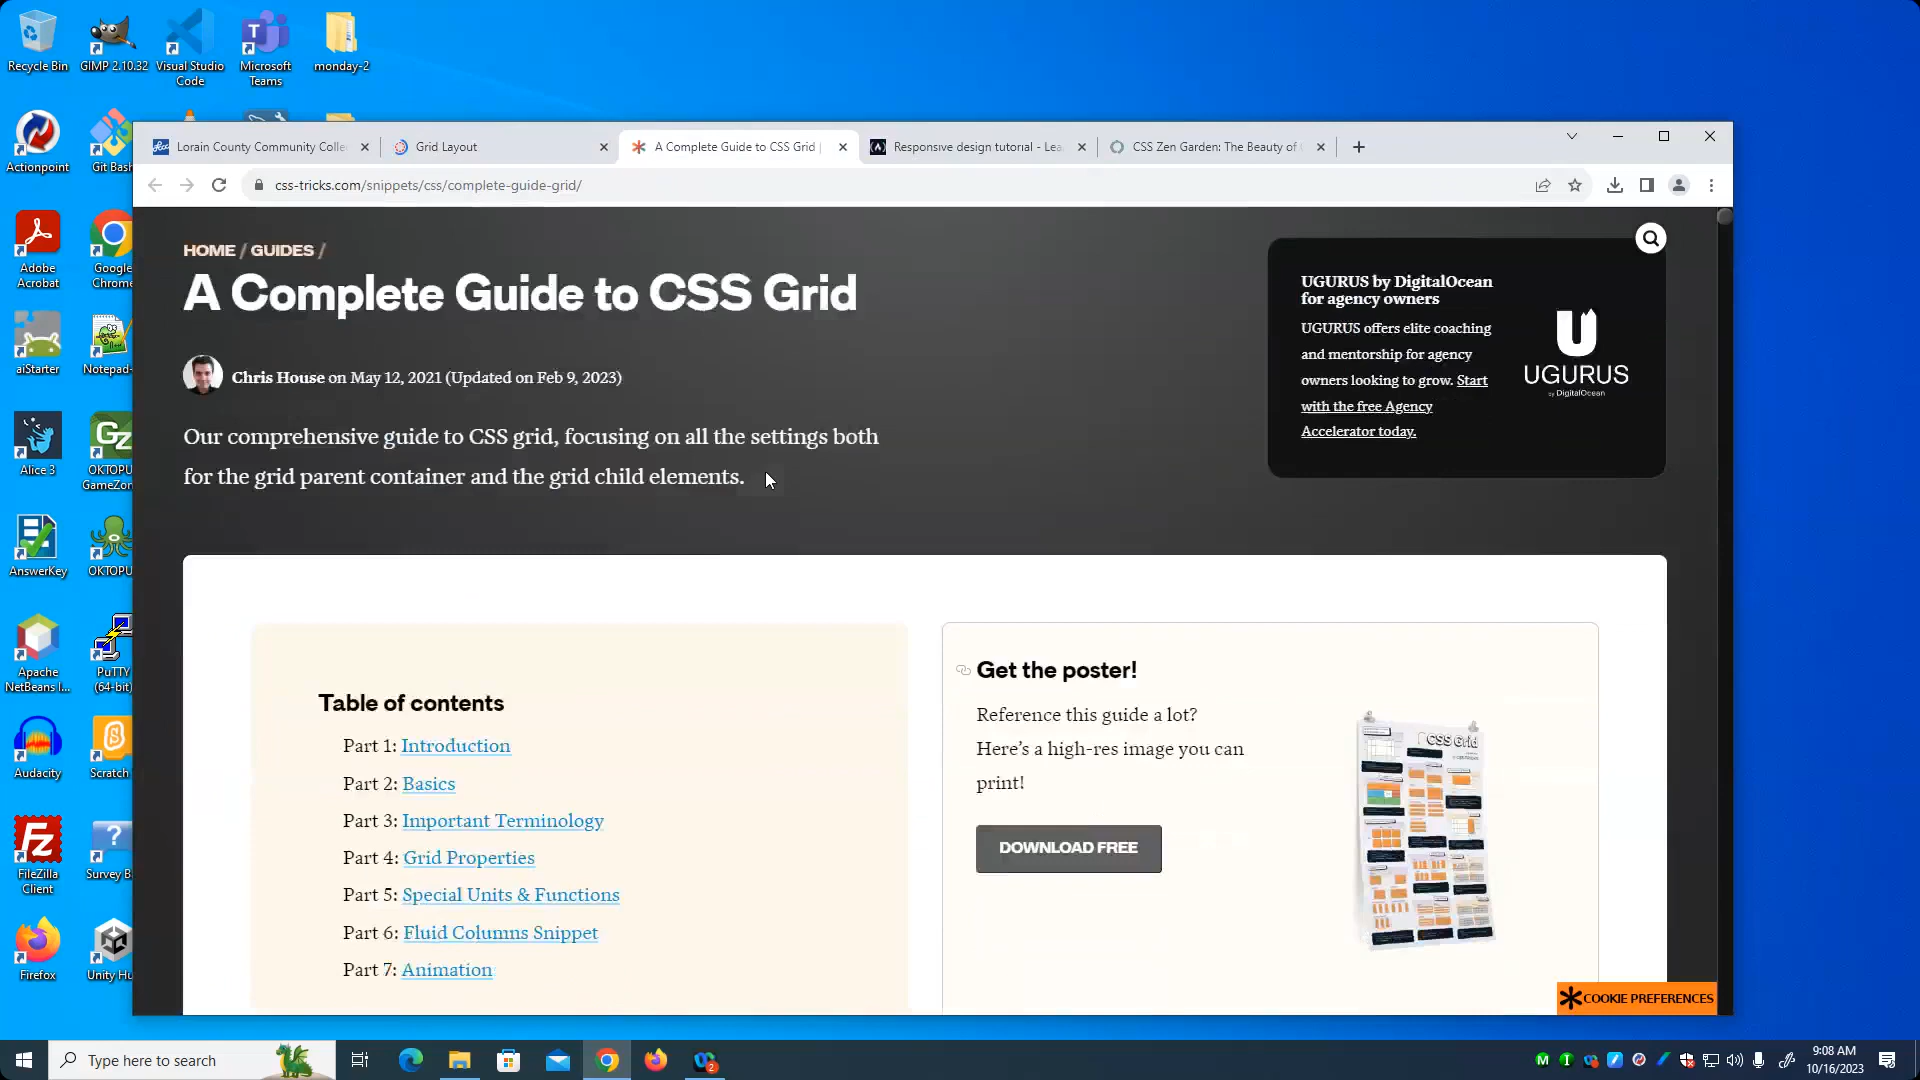 Recycle Bin
GIMP 2.10.32
Visual Studio
Code
Microsoft
Teams
monday-2
Actionpoint
Git Bash
Adobe
Acrobat
Google
Chrome
aiStarter
Notepad
Alice 3
OKTOPU
GameZon
AnswerKey
OKTOPU
Apache
NetBeans I...
PuTTY
(64-bit)
Audacity
Scratch
FileZilla
Client
Survey B
Firefox
Unity Hu
Lorain County Community Colle
Grid Layout
A Complete Guide to CSS Grid |
Responsive design tutorial - Lea
CSS Zen Garden: The Beauty of
css-tricks.com/snippets/css/complete-guide-grid/
HOME / GUIDES /
A Complete Guide to CSS Grid
Chris House on May 12, 2021 (Updated on Feb 9, 2023)
Our comprehensive guide to CSS grid, focusing on all the settings both
for the grid parent container and the grid child elements.
UGURUS by DigitalOcean
for agency owners
UGURUS offers elite coaching
and mentorship for agency
owners looking to grow. Start
with the free Agency
Accelerator today.
UGURUS
by DigitalOcean
Table of contents
Part 1: Introduction
Part 2: Basics
Part 3: Important Terminology
Part 4: Grid Properties
Part 5: Special Units & Functions
Part 6: Fluid Columns Snippet
Part 7: Animation
Get the poster!
Reference this guide a lot?
Here’s a high-res image you can
print!
DOWNLOAD FREE
CSS Grid
COOKIE PREFERENCES
Type here to search
2
9:08 AM
10/16/2023